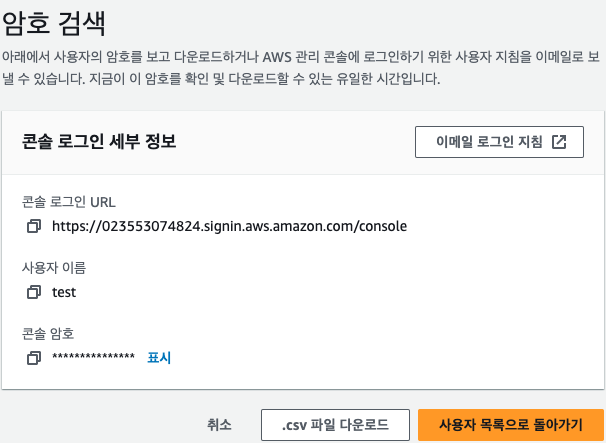 암호 검색
아래에서 사용자의 암호를 보고 다운로드하거나 AWS 관리 콘솔에 로그인하기 위한 사용자 지침을 이메일로 보
낼 수 있습니다. 지금이 이 암호를 확인 및 다운로드할 수 있는 유일한 시간입니다.
콘솔 로그인 세부 정보
이메일 로그인 지침
콘솔 로그인 URL
https://023553074824.signin.aws.amazon.com/console
사용자 이름
test
콘솔 암호
*************** 표시
취소
.csv 파일 다운로드
사용자 목록으로 돌아가기